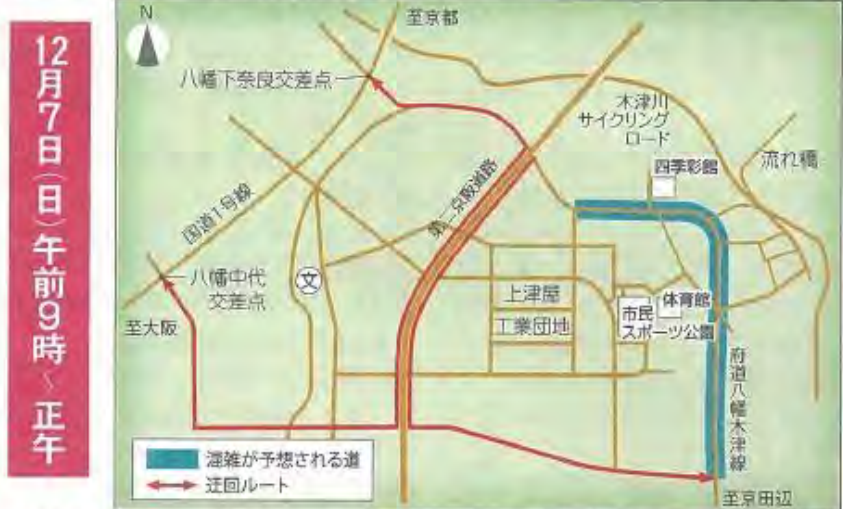 12月7日(日)午前9時~正午
N
至京都
八幡下奈良交差点
木津川
サイクリング
ロード
四季彩館
流れ橋
国道1号線
第二京阪道路
八幡中代
交差点
文
上津屋
工業団地
体育館
市民
スポーツ公園
至大阪
府道八幡木津線
混雑が予想される道
迂回ルート
至京田辺